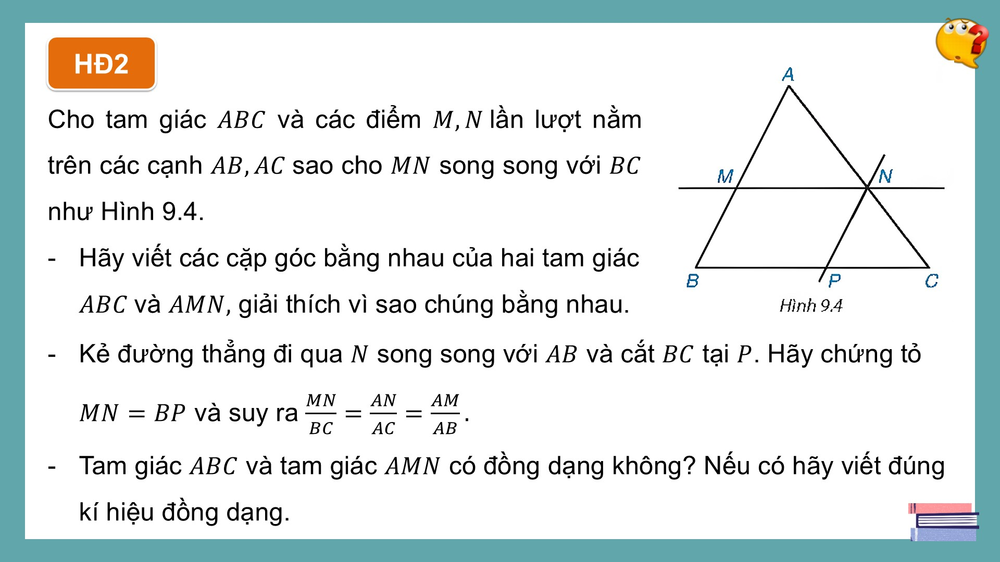 HĐ2
Cho tam giác ABC và các điểm M, N lần lượt nằm
trên các cạnh AB, AC sao cho MN song song với BC
như Hình 9.4.
- Hãy viết các cặp góc bằng nhau của hai tam giác
ABC và AMN, giải thích vì sao chúng bằng nhau.
- Kẻ đường thẳng đi qua N song song với AB và cắt BC tại P. Hãy chứng tỏ
MN = BP và suy ra MN/BC = AN/AC = AM/AB.
- Tam giác ABC và tam giác AMN có đồng dạng không? Nếu có hãy viết đúng
kí hiệu đồng dạng.
A
M N
B P C
Hình 9.4
?